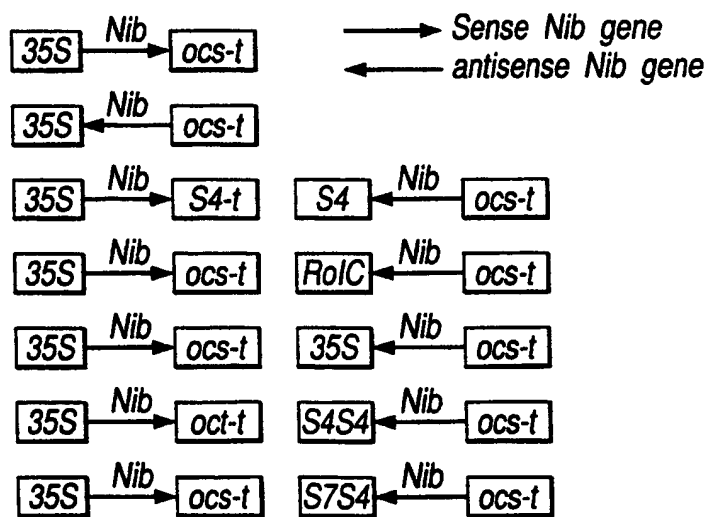 Nib
35S ocs-t
Sense Nib gene
antisense Nib gene
Nib
35S ocs-t
Nib Nib
35S S4-t S4 ocs-t
Nib Nib
35S ocs-t RolC ocs-t
Nib Nib
35S ocs-t 35S ocs-t
Nib Nib
35S oct-t S4S4 ocs-t
Nib Nib
35S ocs-t S7S4 ocs-t